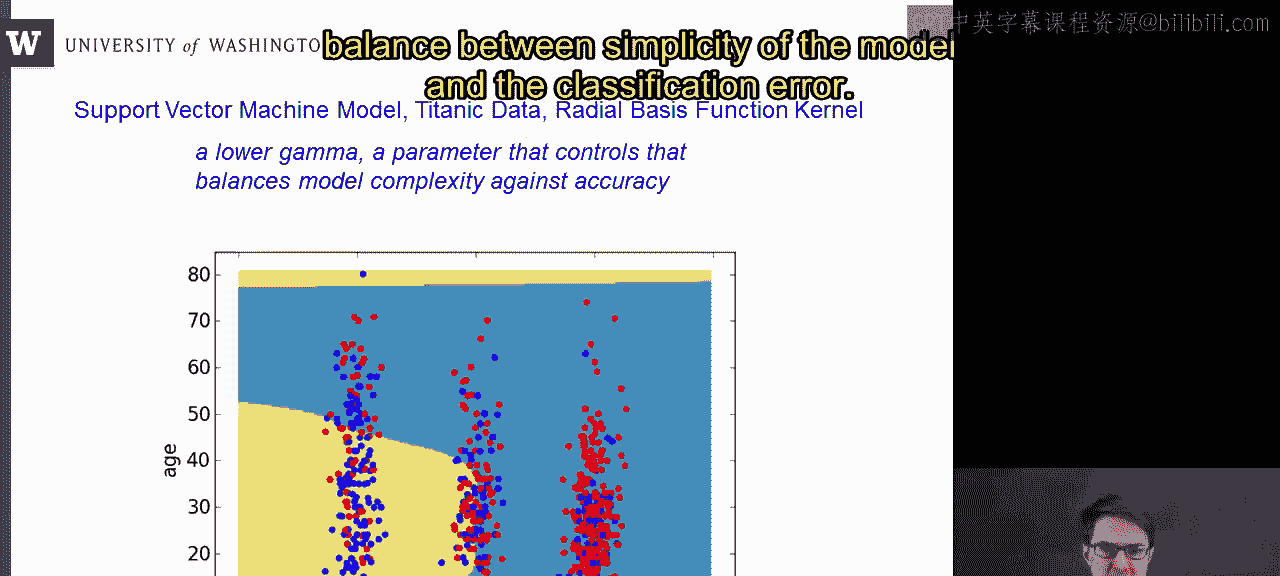 中英字幕课程资源@bilibili.com
W UNIVERSITY of WASHINGTO
balance between simplicity of the model
and the classification error.
Support Vector Machine Model, Titanic Data, Radial Basis Function Kernel
a lower gamma, a parameter that controls that
balances model complexity against accuracy
80
70
60
50
40
30
20
age